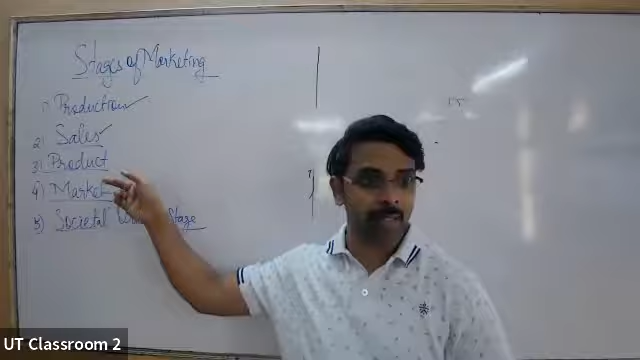 Stages of Marketing
1) Production ✓
2) Sales ✓
3) Product
4) Market
5) Societal Stage
UT Classroom 2